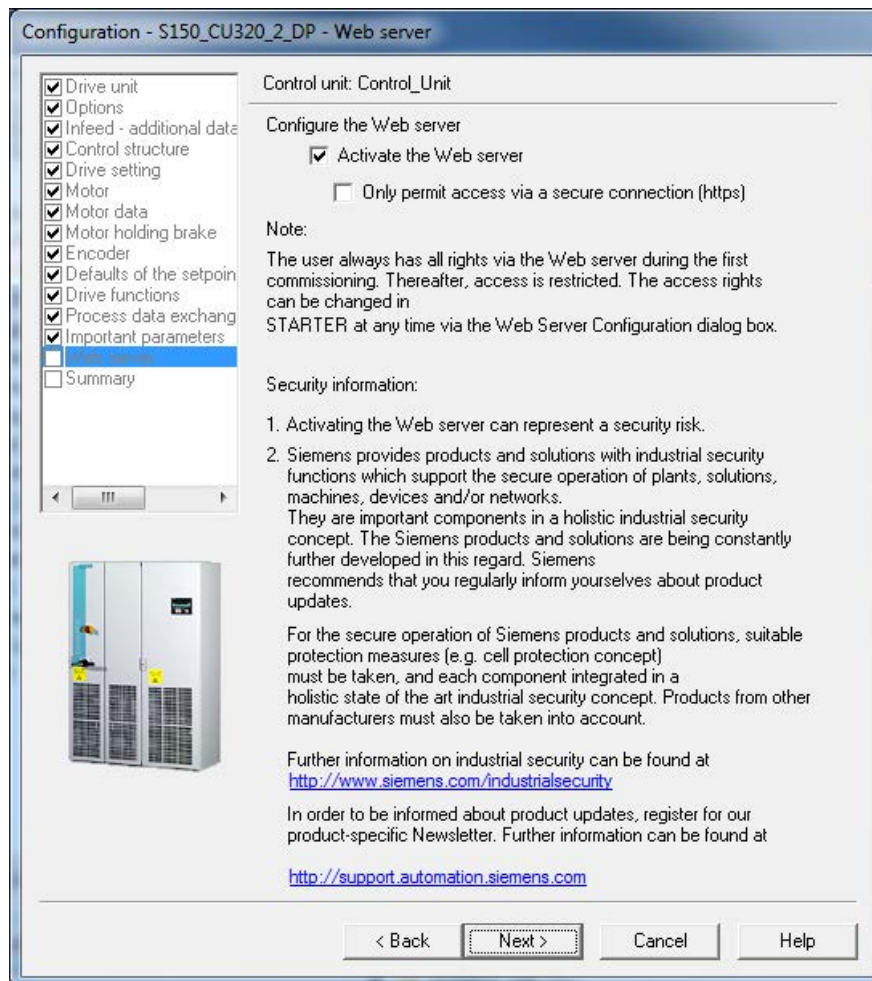 Configuration - S150_CU320_2_DP - Web server
Drive unit
Options
Infeed - additional data
Control structure
Drive setting
Motor
Motor data
Motor holding brake
Encoder
Defaults of the setpoin
Drive functions
Process data exchang
Important parameters
Web server
Summary
Control unit: Control_Unit
Configure the Web server
Activate the Web server
Only permit access via a secure connection (https)
Note:
The user always has all rights via the Web server during the first
commissioning. Thereafter, access is restricted. The access rights
can be changed in
STARTER at any time via the Web Server Configuration dialog box.
Security information:
1. Activating the Web server can represent a security risk.
2. Siemens provides products and solutions with industrial security
functions which support the secure operation of plants, solutions,
machines, devices and/or networks.
They are important components in a holistic industrial security
concept. The Siemens products and solutions are being constantly
further developed in this regard. Siemens
recommends that you regularly inform yourselves about product
updates.
For the secure operation of Siemens products and solutions, suitable
protection measures (e.g. cell protection concept)
must be taken, and each component integrated in a
holistic state of the art industrial security concept. Products from other
manufacturers must also be taken into account.
Further information on industrial security can be found at
http://www.siemens.com/industrialsecurity
In order to be informed about product updates, register for our
product-specific Newsletter. Further information can be found at
http://support.automation.siemens.com
< Back
Next >
Cancel
Help